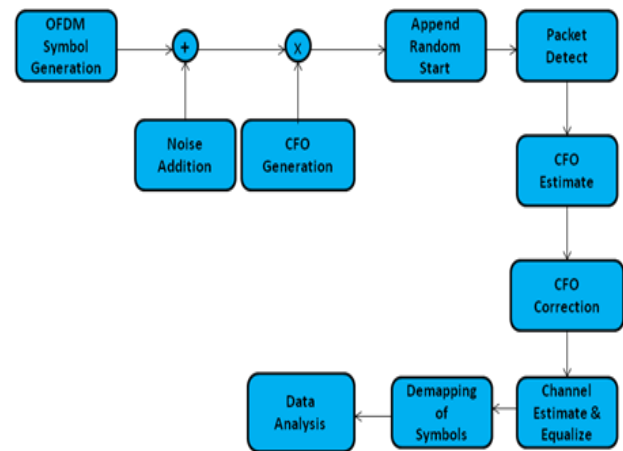 OFDM
Symbol
Generation
+
x
Append
Random
Start
Packet
Detect
Noise
Addition
CFO
Generation
CFO
Estimate
CFO
Correction
Channel
Estimate &
Equalize
Demapping
of
Symbols
Data
Analysis